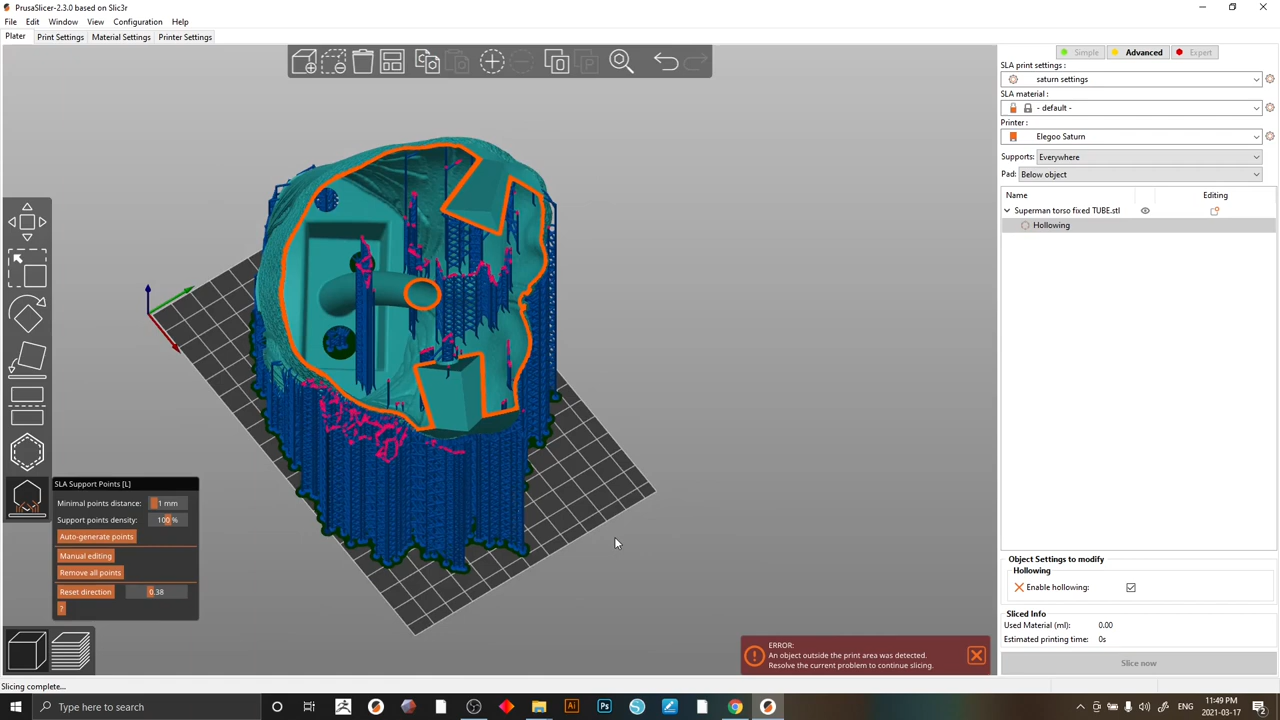 PrusaSlicer-2.3.0 based on Slic3r
File Edit Window View Configuration Help
Plater Print Settings Material Settings Printer Settings
Simple Advanced Expert
SLA print settings:
saturn settings
SLA material :
- default -
Printer :
Elegoo Saturn
Supports: Everywhere
Pad: Below object
Name Editing
Superman torso fixed TUBE.stl
Hollowing
SLA Support Points [L]
Minimal points distance: 1 mm
Support points density: 100 %
Auto-generate points
Manual editing
Remove all points
Reset direction 0.38
?
Object Settings to modify
Hollowing
Enable hollowing:
Sliced Info
Used Material (ml): 0.00
Estimated printing time: 0s
Slice now
ERROR:
An object outside the print area was detected.
Resolve the current problem to continue slicing.
Slicing complete...
Type here to search
Ai
Ps
ENG
11:49 PM
2021-03-17
2